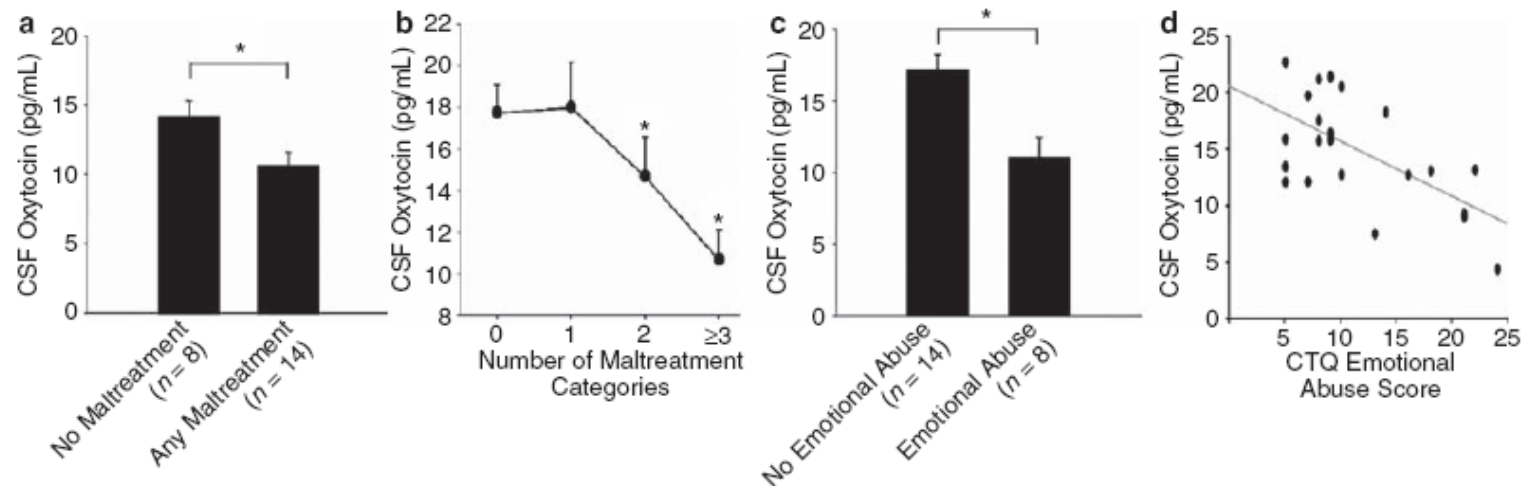 a
CSF Oxytocin (pg/mL)
20
15
10
5
0
*
No Maltreatment
(n = 8)
Any Maltreatment
(n = 14)
b
CSF Oxytocin (pg/mL)
22
20
18
16
14
12
10
8
*
*
0 1 2 ≥3
Number of Maltreatment
Categories
c
CSF Oxytocin (pg/mL)
20
15
10
5
0
*
No Emotional Abuse
(n = 14)
Emotional Abuse
(n = 8)
d
CSF Oxytocin (pg/mL)
25
20
15
10
5
0
5 10 15 20 25
CTQ Emotional
Abuse Score